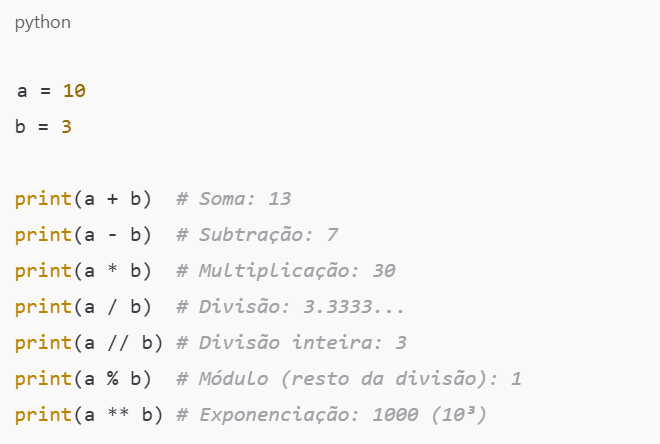 python
a = 10
b = 3
print(a + b)  # Soma: 13
print(a - b)  # Subtração: 7
print(a * b)  # Multiplicação: 30
print(a / b)  # Divisão: 3.3333...
print(a // b) # Divisão inteira: 3
print(a % b)  # Módulo (resto da divisão): 1
print(a ** b) # Exponenciação: 1000 (10³)